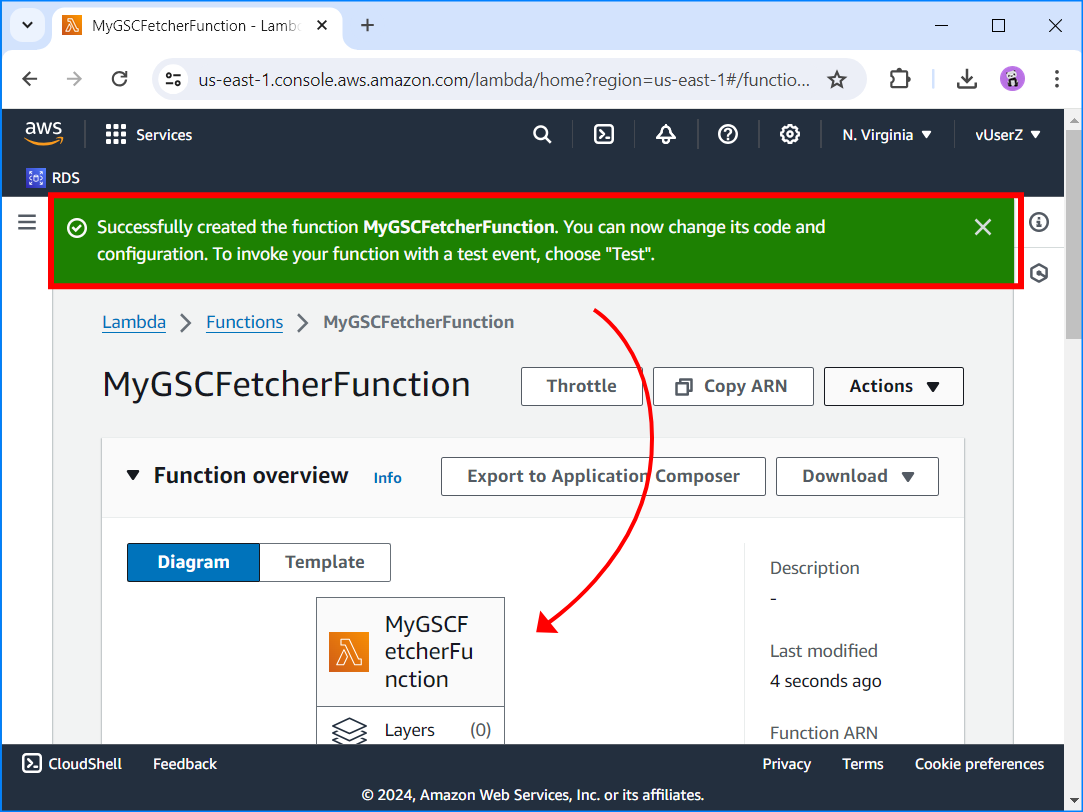 MyGSCFetcherFunction - Lambd
us-east-1.console.aws.amazon.com/lambda/home?region=us-east-1#/functio...
aws
Services
N. Virginia
vUserZ
RDS
Successfully created the function MyGSCFetcherFunction. You can now change its code and
configuration. To invoke your function with a test event, choose "Test".
Lambda
Functions
MyGSCFetcherFunction
MyGSCFetcherFunction
Throttle
Copy ARN
Actions
Function overview
Info
Export to Application Composer
Download
Diagram
Template
MyGSCF
etcherFu
nction
Layers (0)
Description
-
Last modified
4 seconds ago
Function ARN
CloudShell
Feedback
Privacy
Terms
Cookie preferences
© 2024, Amazon Web Services, Inc. or its affiliates.